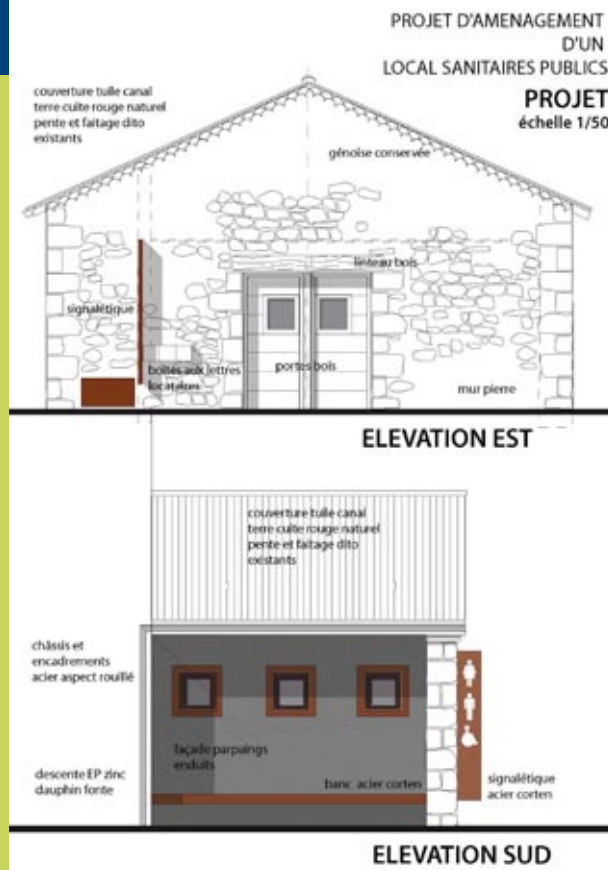 PROJET D'AMENAGEMENT
D'UN
LOCAL SANITAIRES PUBLICS
PROJET
échelle 1/50
couverture tuile canal
terre cuite rouge naturel
pente et faitage dito
existants
génoise conservée
linteau bois
signalétique
boites aux lettres
locataires
portes bois
mur pierre
ELEVATION EST
couverture tuile canal
terre cuite rouge naturel
pente et faitage dito
existants
châssis et
encadrements
acier aspect rouillé
façade parpaings
enduits
descente EP zinc
dauphin fonte
banc acier corten
signalétique
acier corten
ELEVATION SUD